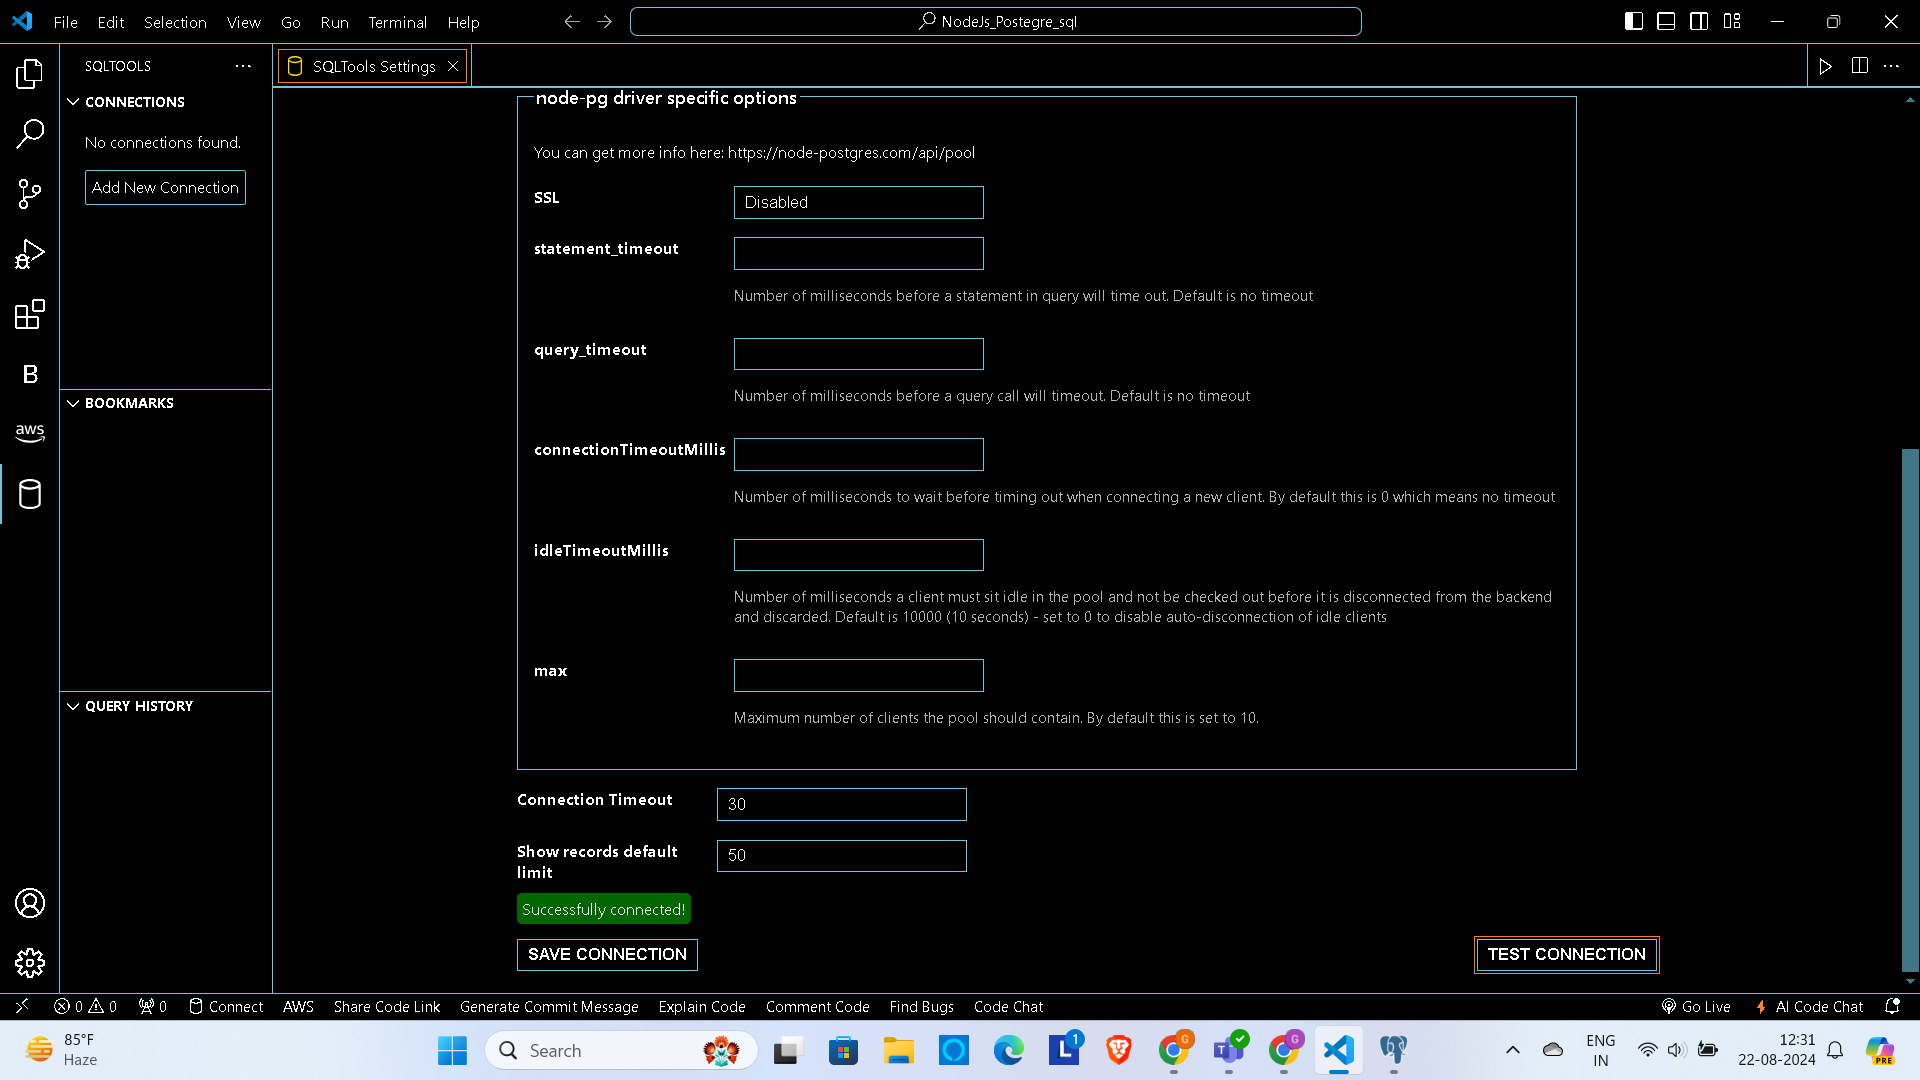 File Edit Selection View Go Run Terminal Help
NodeJs_Postegre_sql
SQLTOOLS
SQLTools Settings
CONNECTIONS
No connections found.
Add New Connection
BOOKMARKS
QUERY HISTORY
B
aws
node-pg driver specific options
You can get more info here: https://node-postgres.com/api/pool
SSL
Disabled
statement_timeout
Number of milliseconds before a statement in query will time out. Default is no timeout
query_timeout
Number of milliseconds before a query call will timeout. Default is no timeout
connectionTimeoutMillis
Number of milliseconds to wait before timing out when connecting a new client. By default this is 0 which means no timeout
idleTimeoutMillis
Number of milliseconds a client must sit idle in the pool and not be checked out before it is disconnected from the backend
and discarded. Default is 10000 (10 seconds) - set to 0 to disable auto-disconnection of idle clients
max
Maximum number of clients the pool should contain. By default this is set to 10.
Connection Timeout
30
Show records default
limit
50
Successfully connected!
SAVE CONNECTION
TEST CONNECTION
0 0 0 Connect AWS Share Code Link Generate Commit Message Explain Code Comment Code Find Bugs Code Chat Go Live AI Code Chat
85°F
Haze
Search
L
1
G
G
PRE
ENG
IN
12:31
22-08-2024